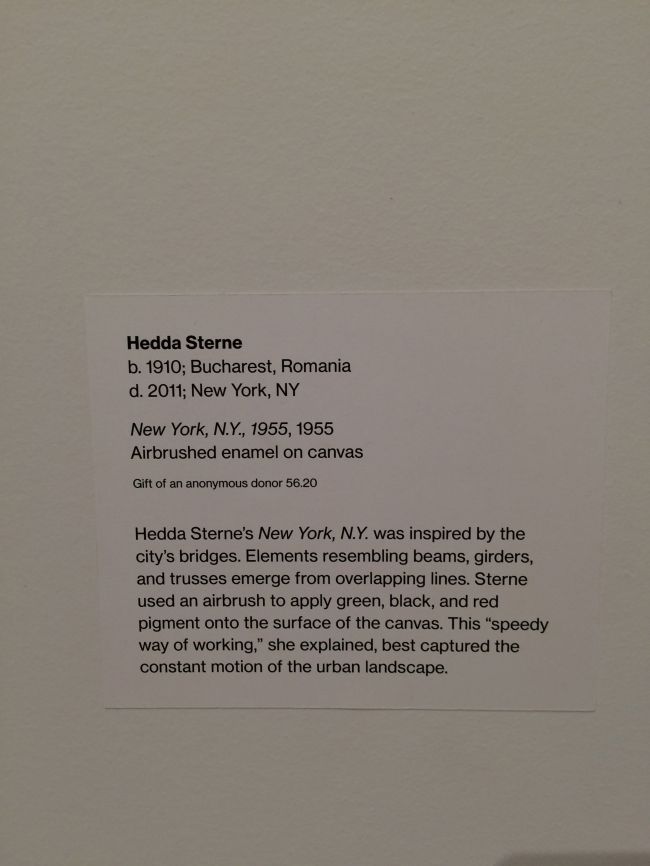 Hedda Sterne
b. 1910; Bucharest, Romania
d. 2011; New York, NY
New York, N.Y., 1955, 1955
Airbrushed enamel on canvas
Gift of an anonymous donor 56.20
Hedda Sterne’s New York, N.Y. was inspired by the
city’s bridges. Elements resembling beams, girders,
and trusses emerge from overlapping lines. Sterne
used an airbrush to apply green, black, and red
pigment onto the surface of the canvas. This “speedy
way of working,” she explained, best captured the
constant motion of the urban landscape.